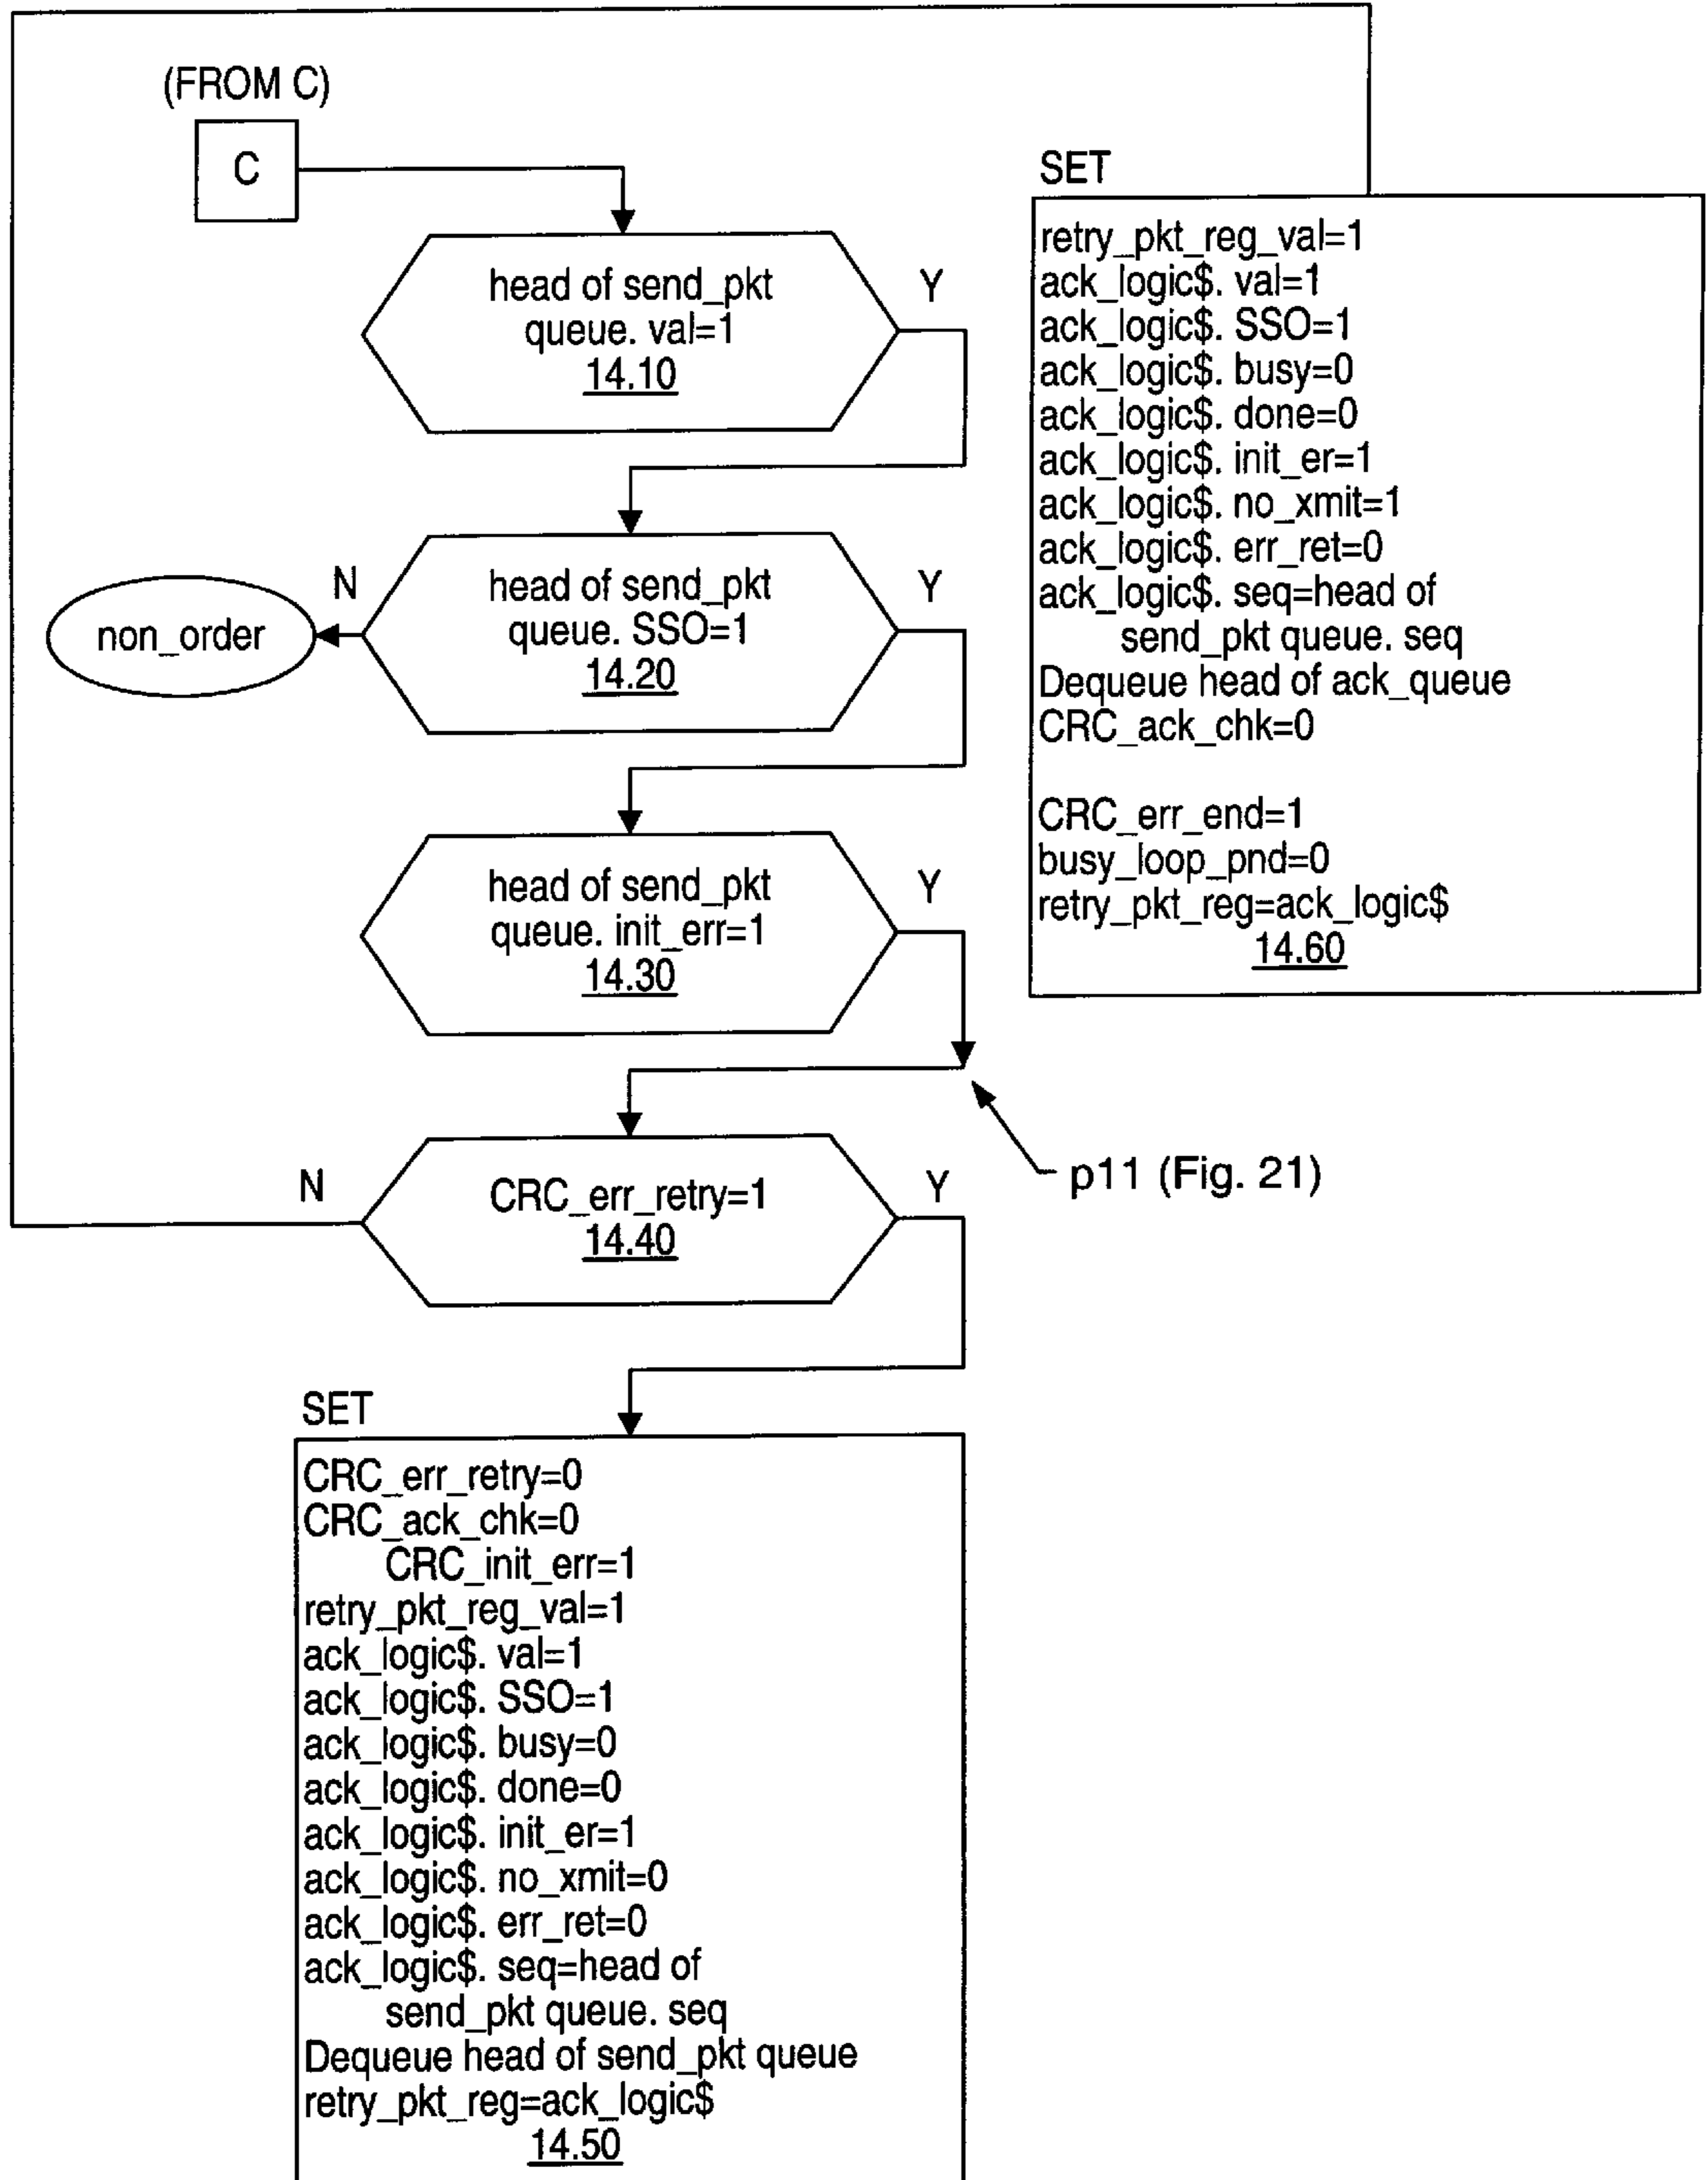 (FROM C)
C
head of send_pkt
queue. val=1
14.10
Y
head of send_pkt
queue. SSO=1
14.20
N
Y
non_order
head of send_pkt
queue. init_err=1
14.30
Y
p11 (Fig. 21)
N
CRC_err_retry=1
14.40
Y
SET
CRC_err_retry=0
CRC_ack_chk=0
CRC_init_err=1
retry_pkt_reg_val=1
ack_logic$. val=1
ack_logic$. SSO=1
ack_logic$. busy=0
ack_logic$. done=0
ack_logic$. init_er=1
ack_logic$. no_xmit=0
ack_logic$. err_ret=0
ack_logic$. seq=head of
send_pkt queue. seq
Dequeue head of send_pkt queue
retry_pkt_reg=ack_logic$
14.50
SET
retry_pkt_reg_val=1
ack_logic$. val=1
ack_logic$. SSO=1
ack_logic$. busy=0
ack_logic$. done=0
ack_logic$. init_er=1
ack_logic$. no_xmit=1
ack_logic$. err_ret=0
ack_logic$. seq=head of
send_pkt queue. seq
Dequeue head of ack_queue
CRC_ack_chk=0
CRC_err_end=1
busy_loop_pnd=0
retry_pkt_reg=ack_logic$
14.60